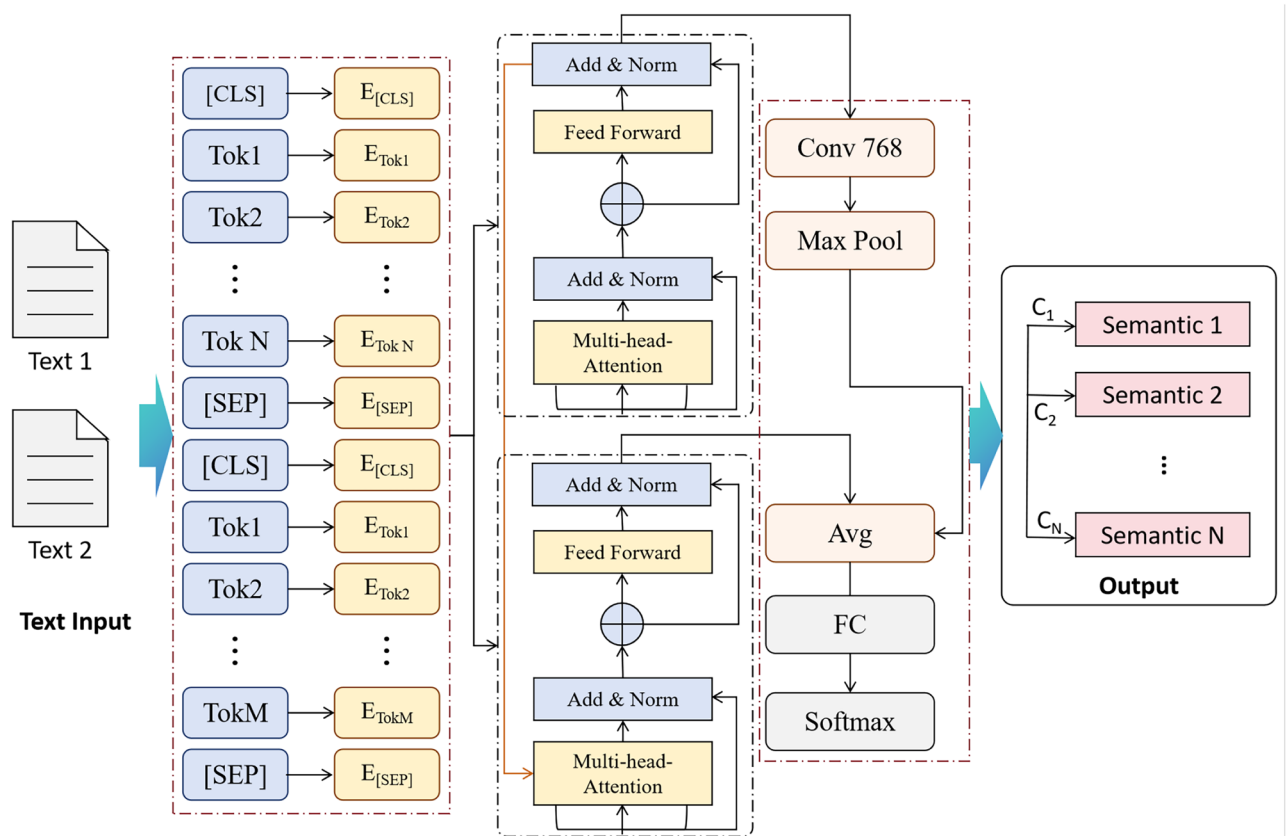 Text 1
Text 2
Text Input
[CLS]
E[CLS]
Tok1
ETok1
Tok2
ETok2
Tok N
ETok N
[SEP]
E[SEP]
[CLS]
E[CLS]
Tok1
ETok1
Tok2
ETok2
TokM
ETokM
[SEP]
E[SEP]
Add & Norm
Feed Forward
Add & Norm
Multi-head-
Attention
Add & Norm
Feed Forward
Add & Norm
Multi-head-
Attention
Conv 768
Max Pool
Avg
FC
Softmax
C1
Semantic 1
C2
Semantic 2
CN
Semantic N
Output